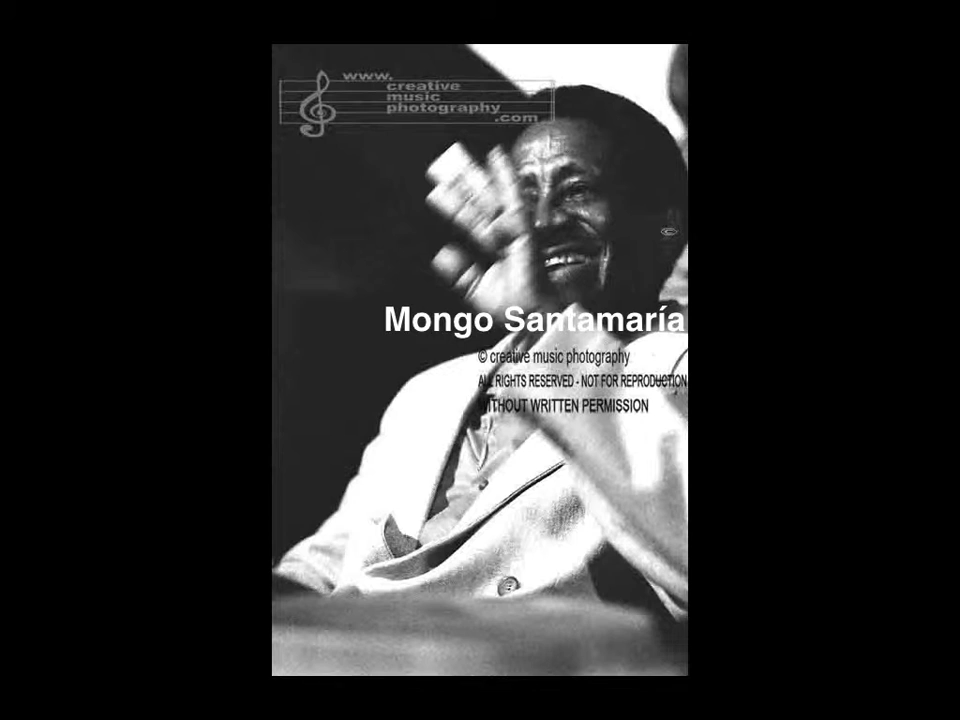 www.
creative
music
photography
.com
©
Mongo Santamaría
© creative music photography
ALL RIGHTS RESERVED - NOT FOR REPRODUCTION
WITHOUT WRITTEN PERMISSION